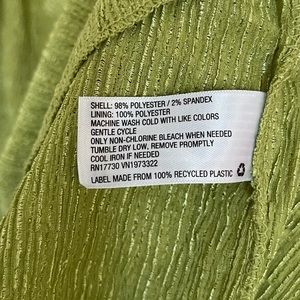 SHELL: 98% POLYESTER / 2% SPANDEX
LINING: 100% POLYESTER
MACHINE WASH COLD WITH LIKE COLORS
GENTLE CYCLE
ONLY NON-CHLORINE BLEACH WHEN NEEDED
TUMBLE DRY LOW, REMOVE PROMPTLY
COOL IRON IF NEEDED
RN17730 VN1973322
LABEL MADE FROM 100% RECYCLED PLASTIC